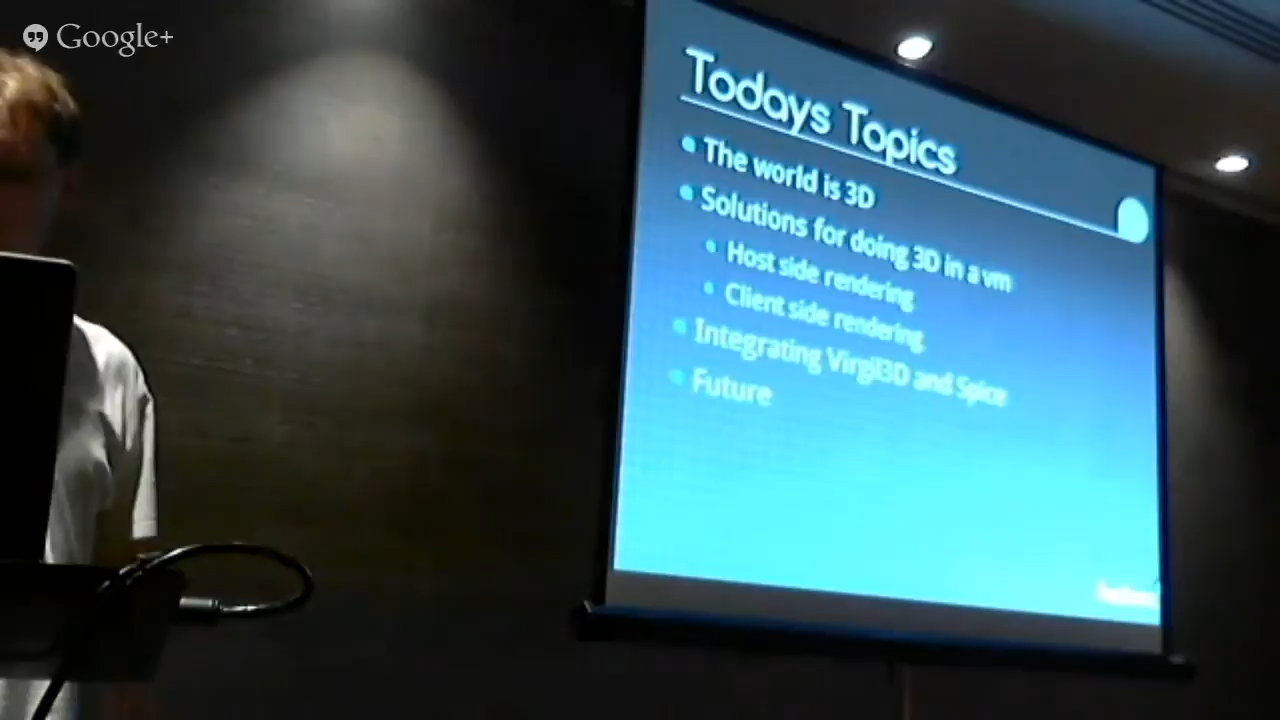 Google+
Todays Topics
The world is 3D
Solutions for doing 3D in a vm
Host side rendering
Client side rendering
Integrating Virgil3D and Spice
Future